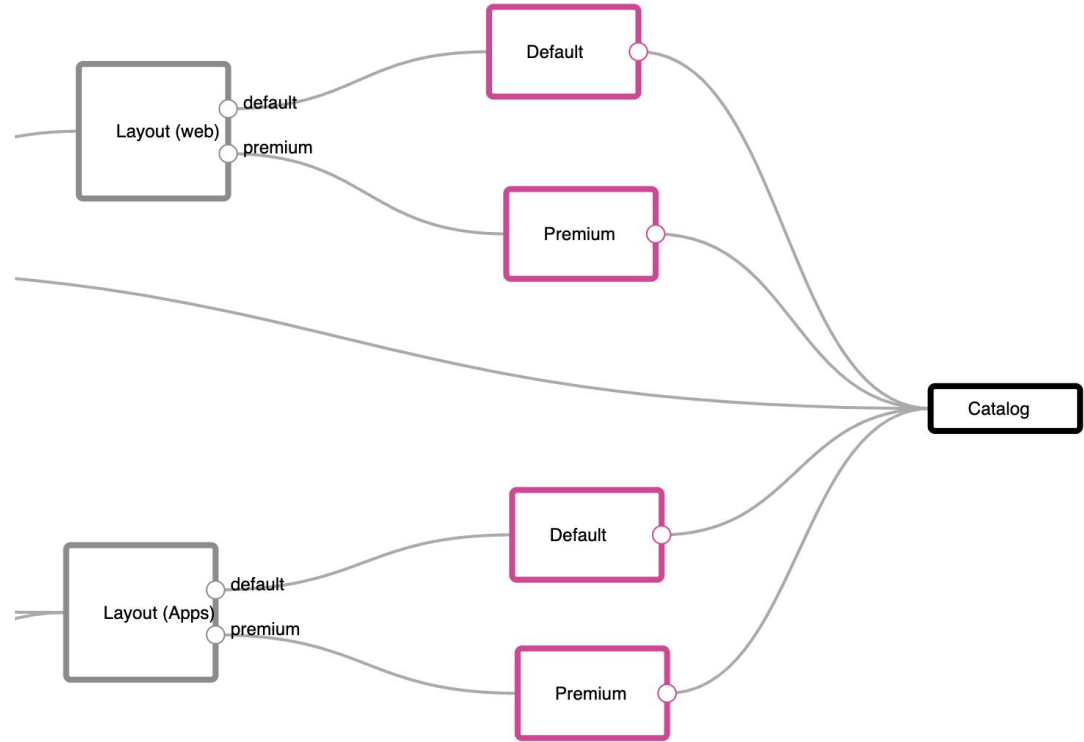 Default
default
Layout (web)
premium
Premium
Catalog
Default
default
Layout (Apps)
premium
Premium